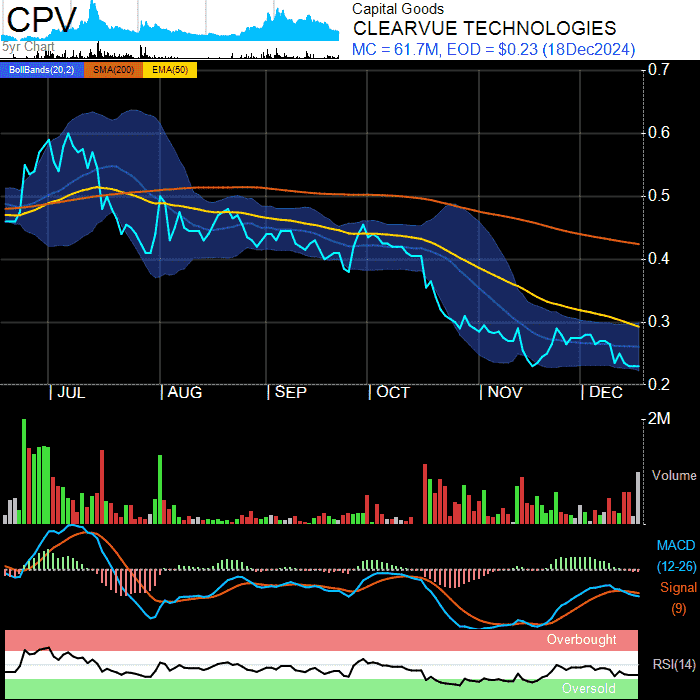 CPV
5yr Chart
Capital Goods
CLEARVUE TECHNOLOGIES
MC = 61.7M, EOD = $0.23 (18Dec2024)
BollBands(20,2) SMA(200) EMA(50)
0.7
0.6
0.5
0.4
0.3
0.2
JUL AUG SEP OCT NOV DEC
2M
Volume
MACD
(12-26)
Signal
(9)
Overbought
RSI(14)
Oversold